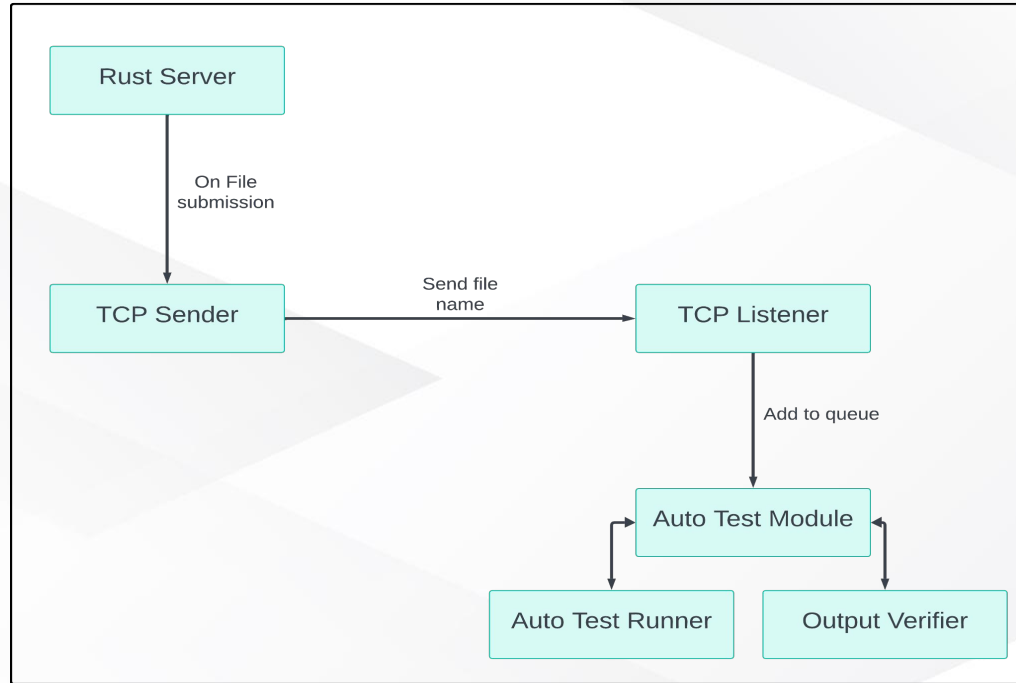 Rust Server
On File
submission
TCP Sender
Send file
name
TCP Listener
Add to queue
Auto Test Module
Auto Test Runner
Output Verifier